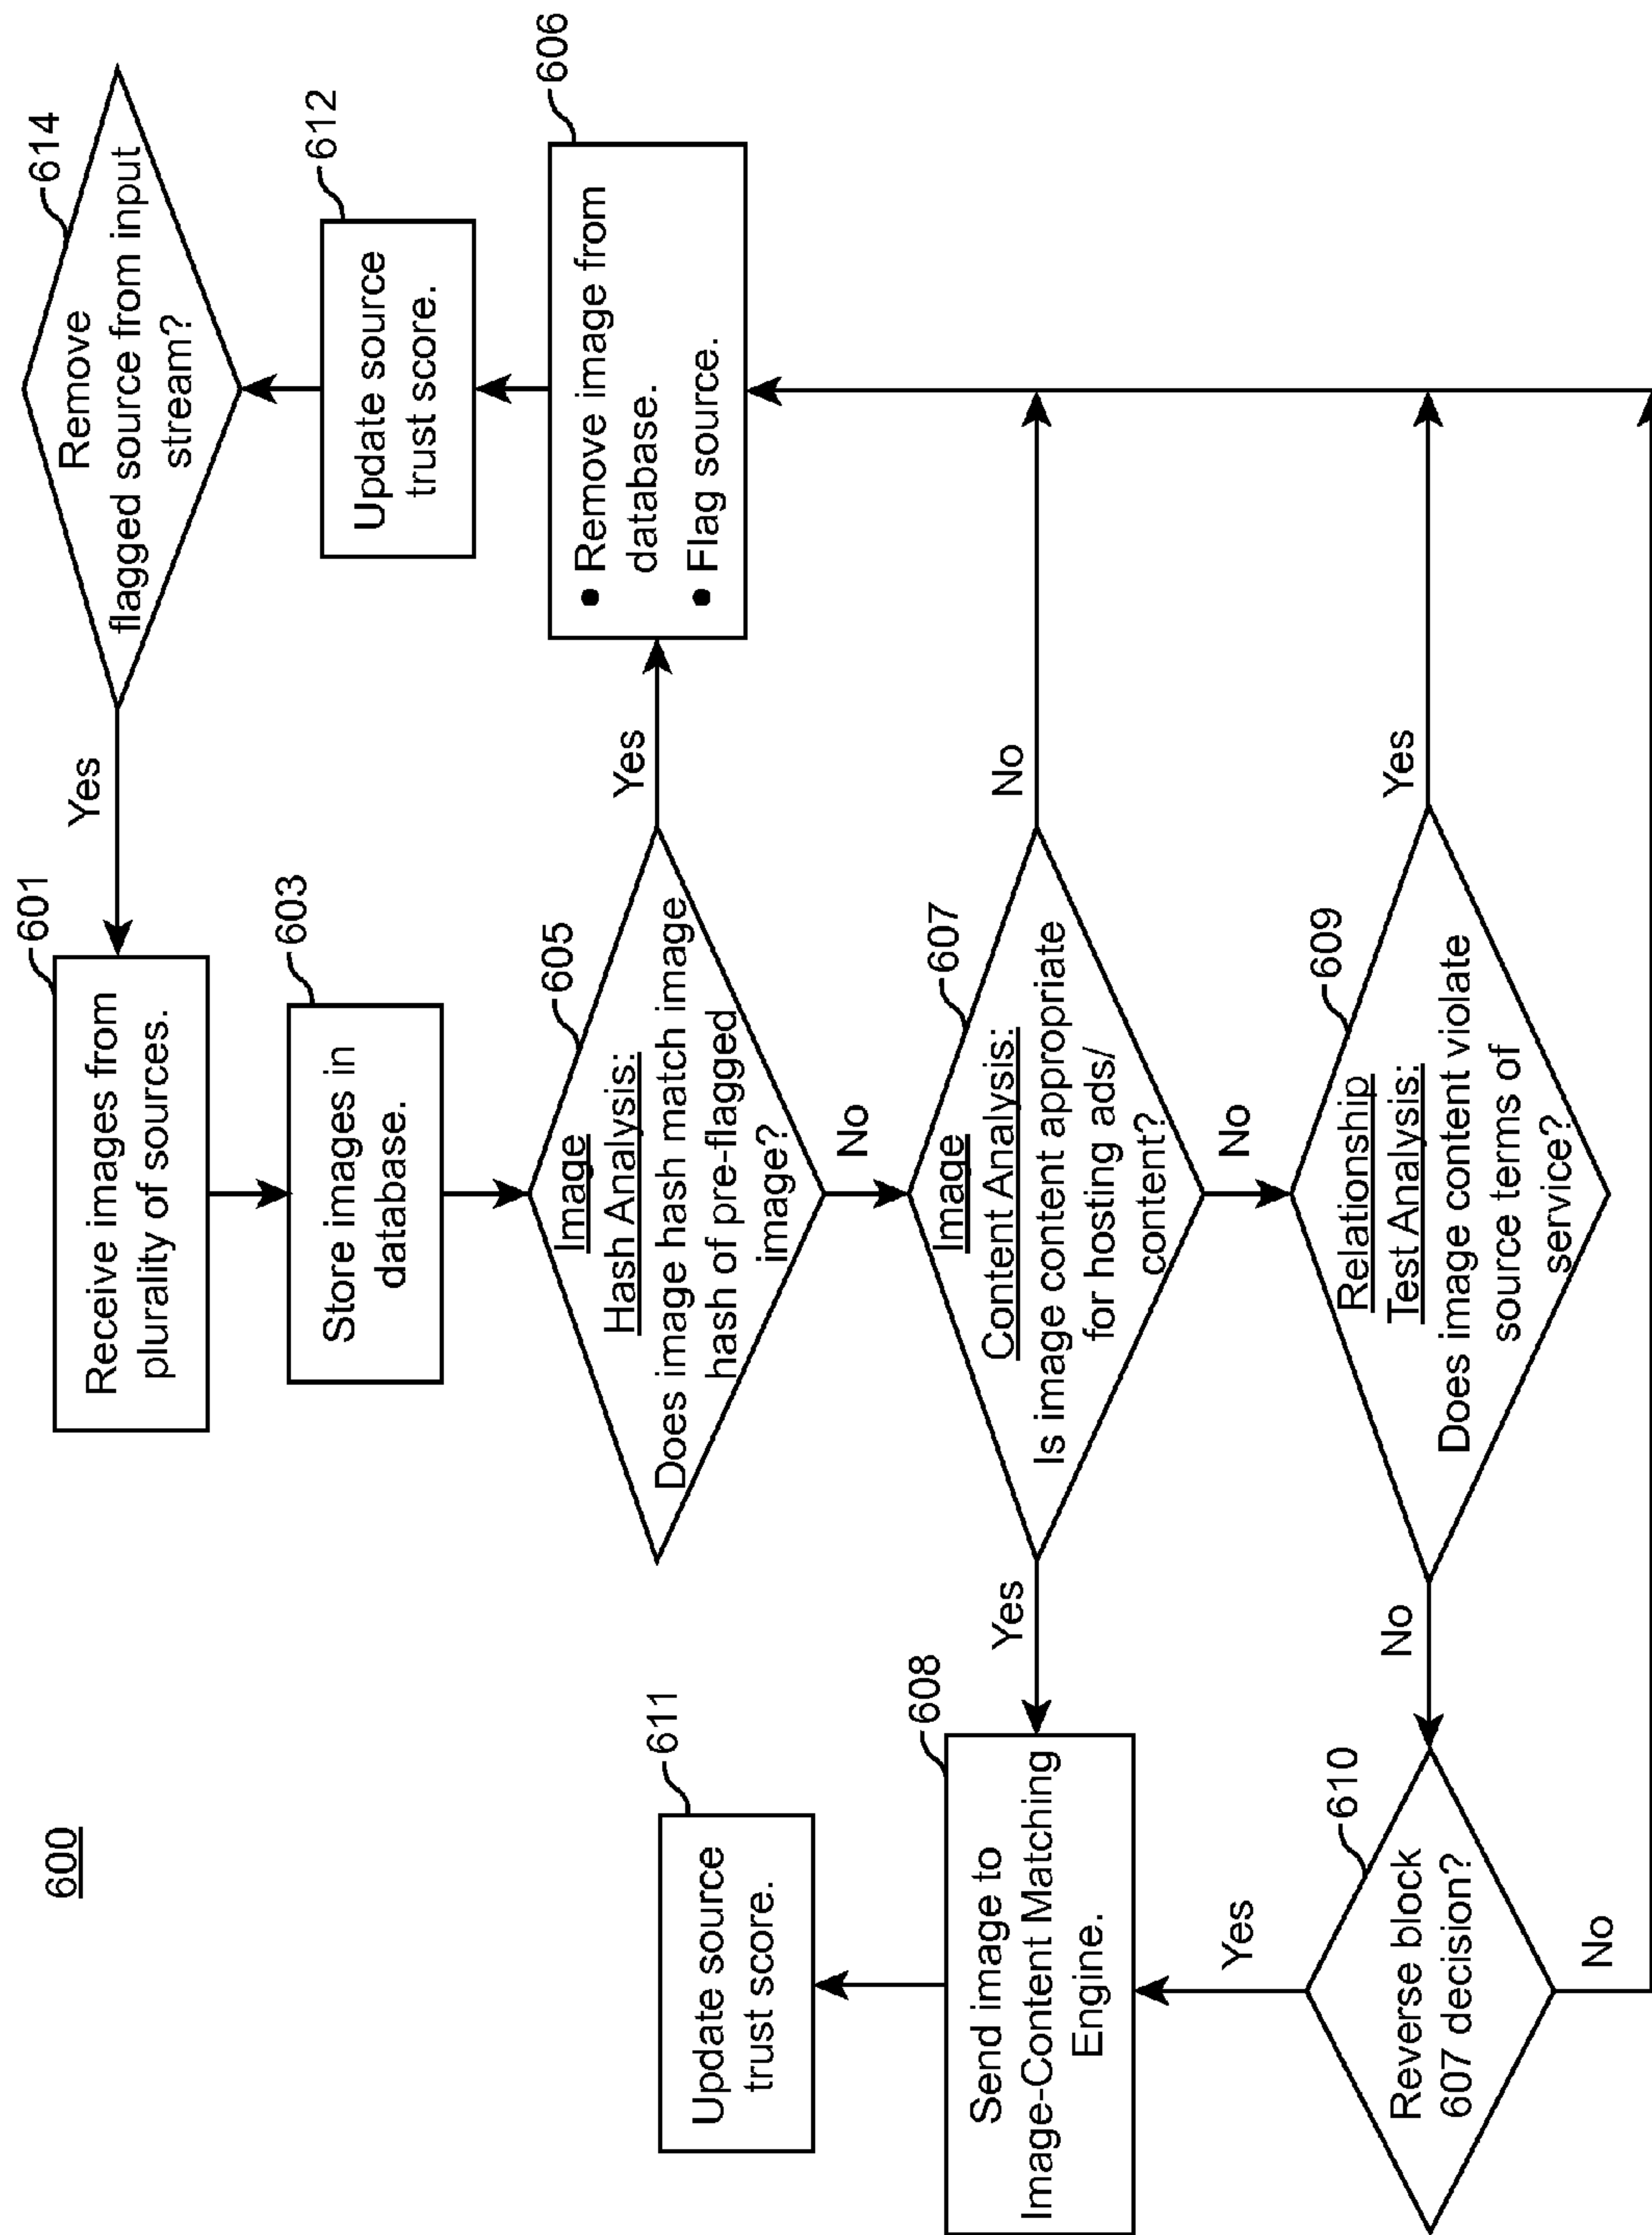 600
601
Receive images from
plurality of sources.
603
Store images in
database.
605
Image
Hash Analysis:
Does image hash match image
hash of pre-flagged
image?
Yes
No
607
Image
Content Analysis:
Is image content appropriate
for hosting ads/
content?
Yes
No
No
609
Relationship
Test Analysis:
Does image content violate
source terms of
service?
No
Yes
610
Reverse block
607 decision?
Yes
No
608
Send image to
Image-Content Matching
Engine.
611
Update source
trust score.
606
• Remove image from
database.
• Flag source.
612
Update source
trust score.
614
Remove
flagged source from input
stream?
Yes